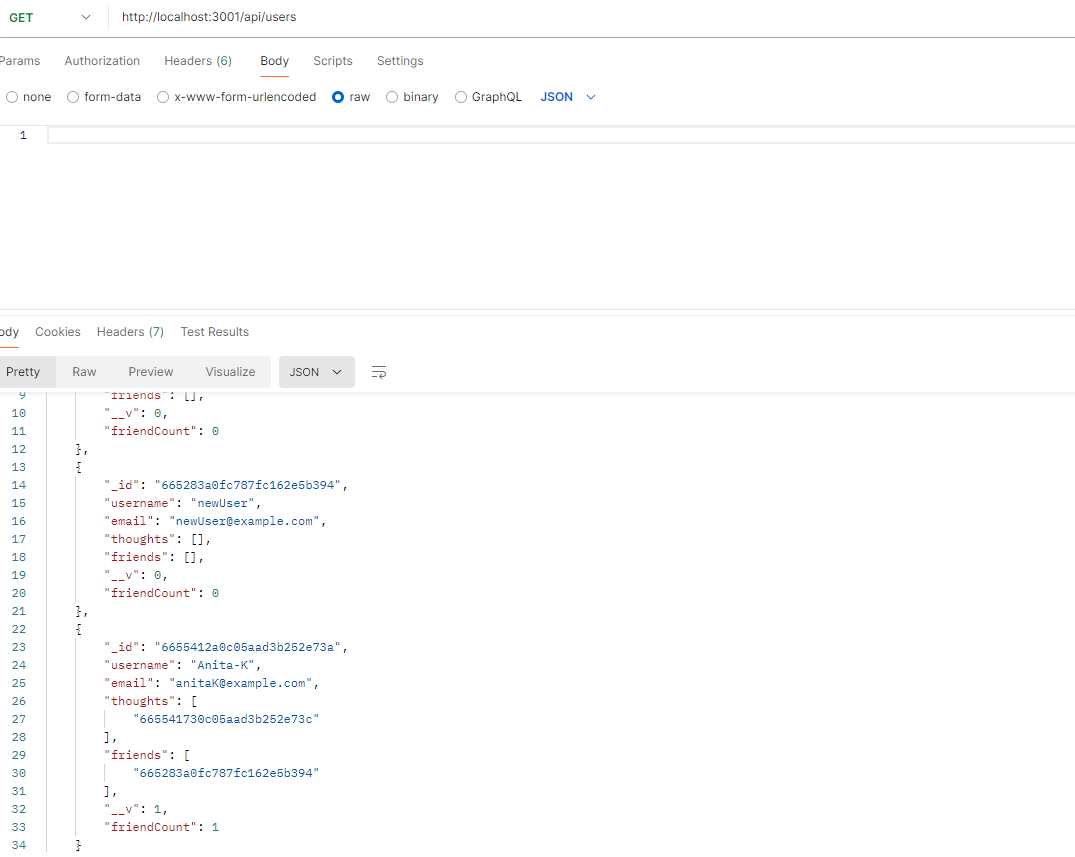 GET http://localhost:3001/api/users
Params Authorization Headers (6) Body Scripts Settings
none form-data x-www-form-urlencoded raw binary GraphQL JSON
1
ody Cookies Headers (7) Test Results
Pretty Raw Preview Visualize JSON
9 "friends": [],
10 "__v": 0,
11 "friendCount": 0
12 },
13 {
14 "_id": "665283a0fc787fc162e5b394",
15 "username": "newUser",
16 "email": "newUser@example.com",
17 "thoughts": [],
18 "friends": [],
19 "__v": 0,
20 "friendCount": 0
21 },
22 {
23 "_id": "6655412a0c05aad3b252e73a",
24 "username": "Anita-K",
25 "email": "anitaK@example.com",
26 "thoughts": [
27 "665541730c05aad3b252e73c"
28 ],
29 "friends": [
30 "665283a0fc787fc162e5b394"
31 ],
32 "__v": 1,
33 "friendCount": 1
34 }